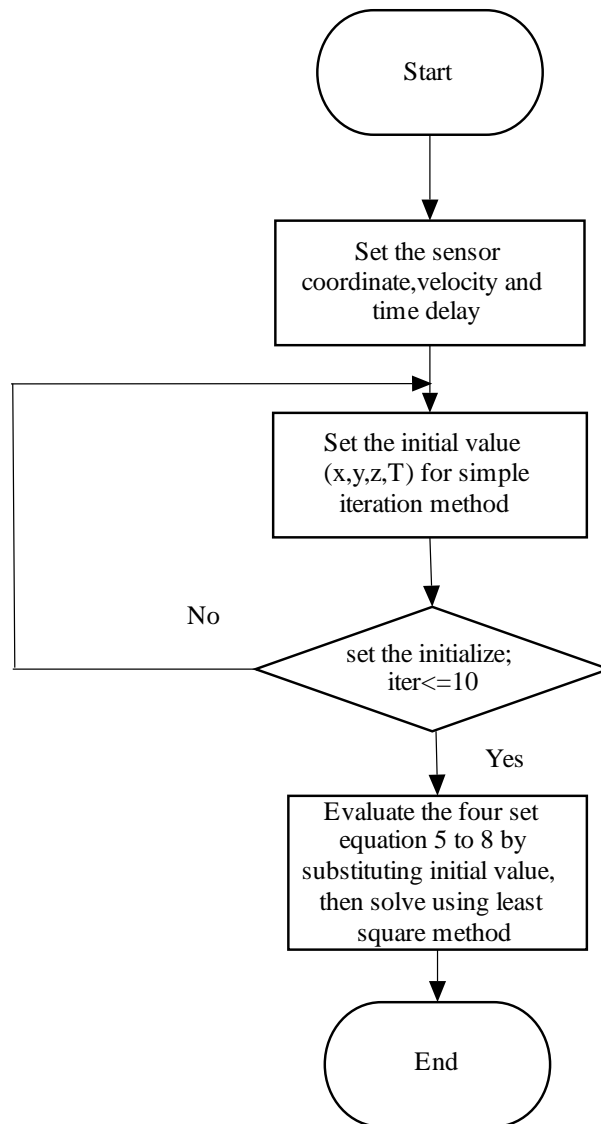 Start
Set the sensor
coordinate,velocity and
time delay
Set the initial value
(x,y,z,T) for simple
iteration method
No
set the initialize;
iter<=10
Yes
Evaluate the four set
equation 5 to 8 by
substituting initial value,
then solve using least
square method
End